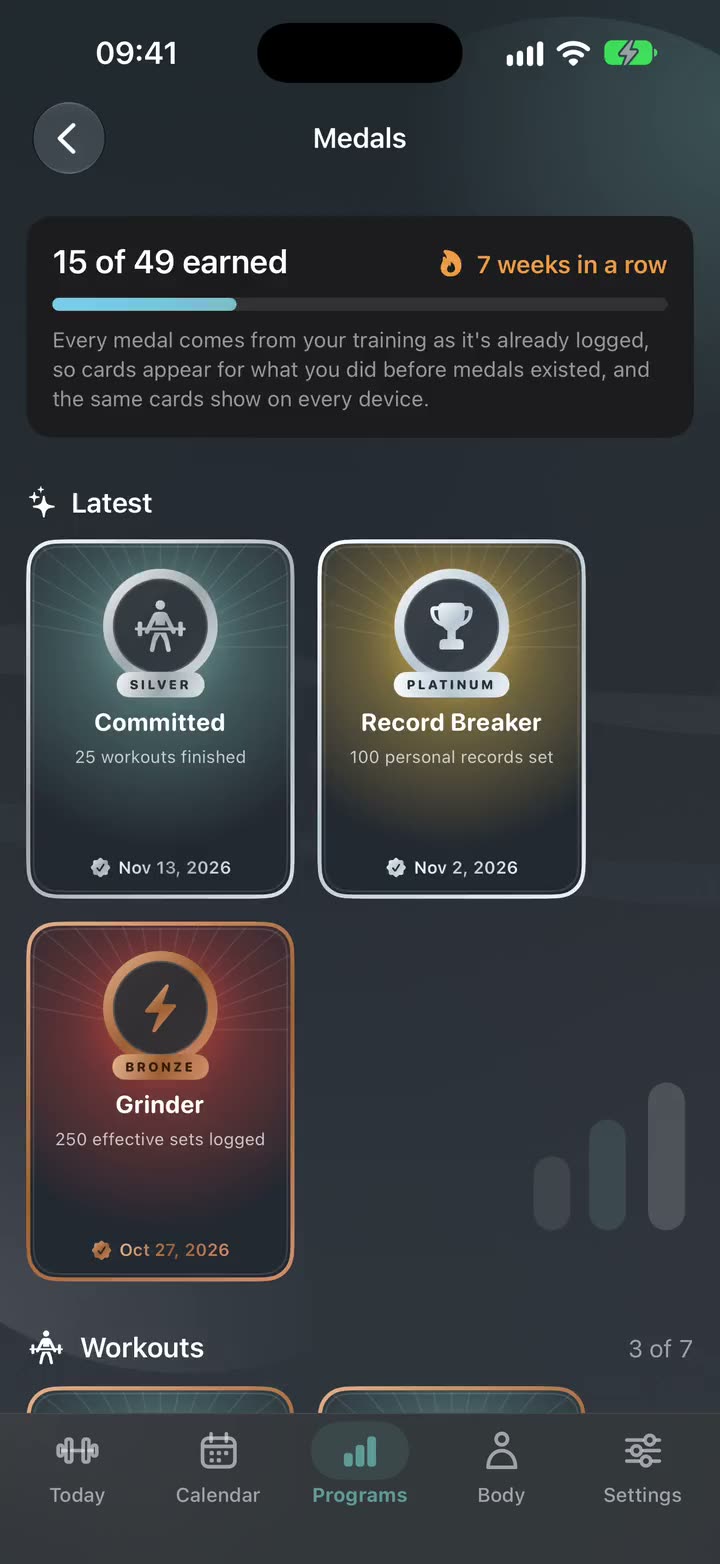 09:41
Medals
15 of 49 earned
7 weeks in a row
Every medal comes from your training as it's already logged,
so cards appear for what you did before medals existed, and
the same cards show on every device.
Latest
SILVER
Committed
25 workouts finished
Nov 13, 2026
PLATINUM
Record Breaker
100 personal records set
Nov 2, 2026
BRONZE
Grinder
250 effective sets logged
Oct 27, 2026
Workouts
3 of 7
Today
Calendar
Programs
Body
Settings